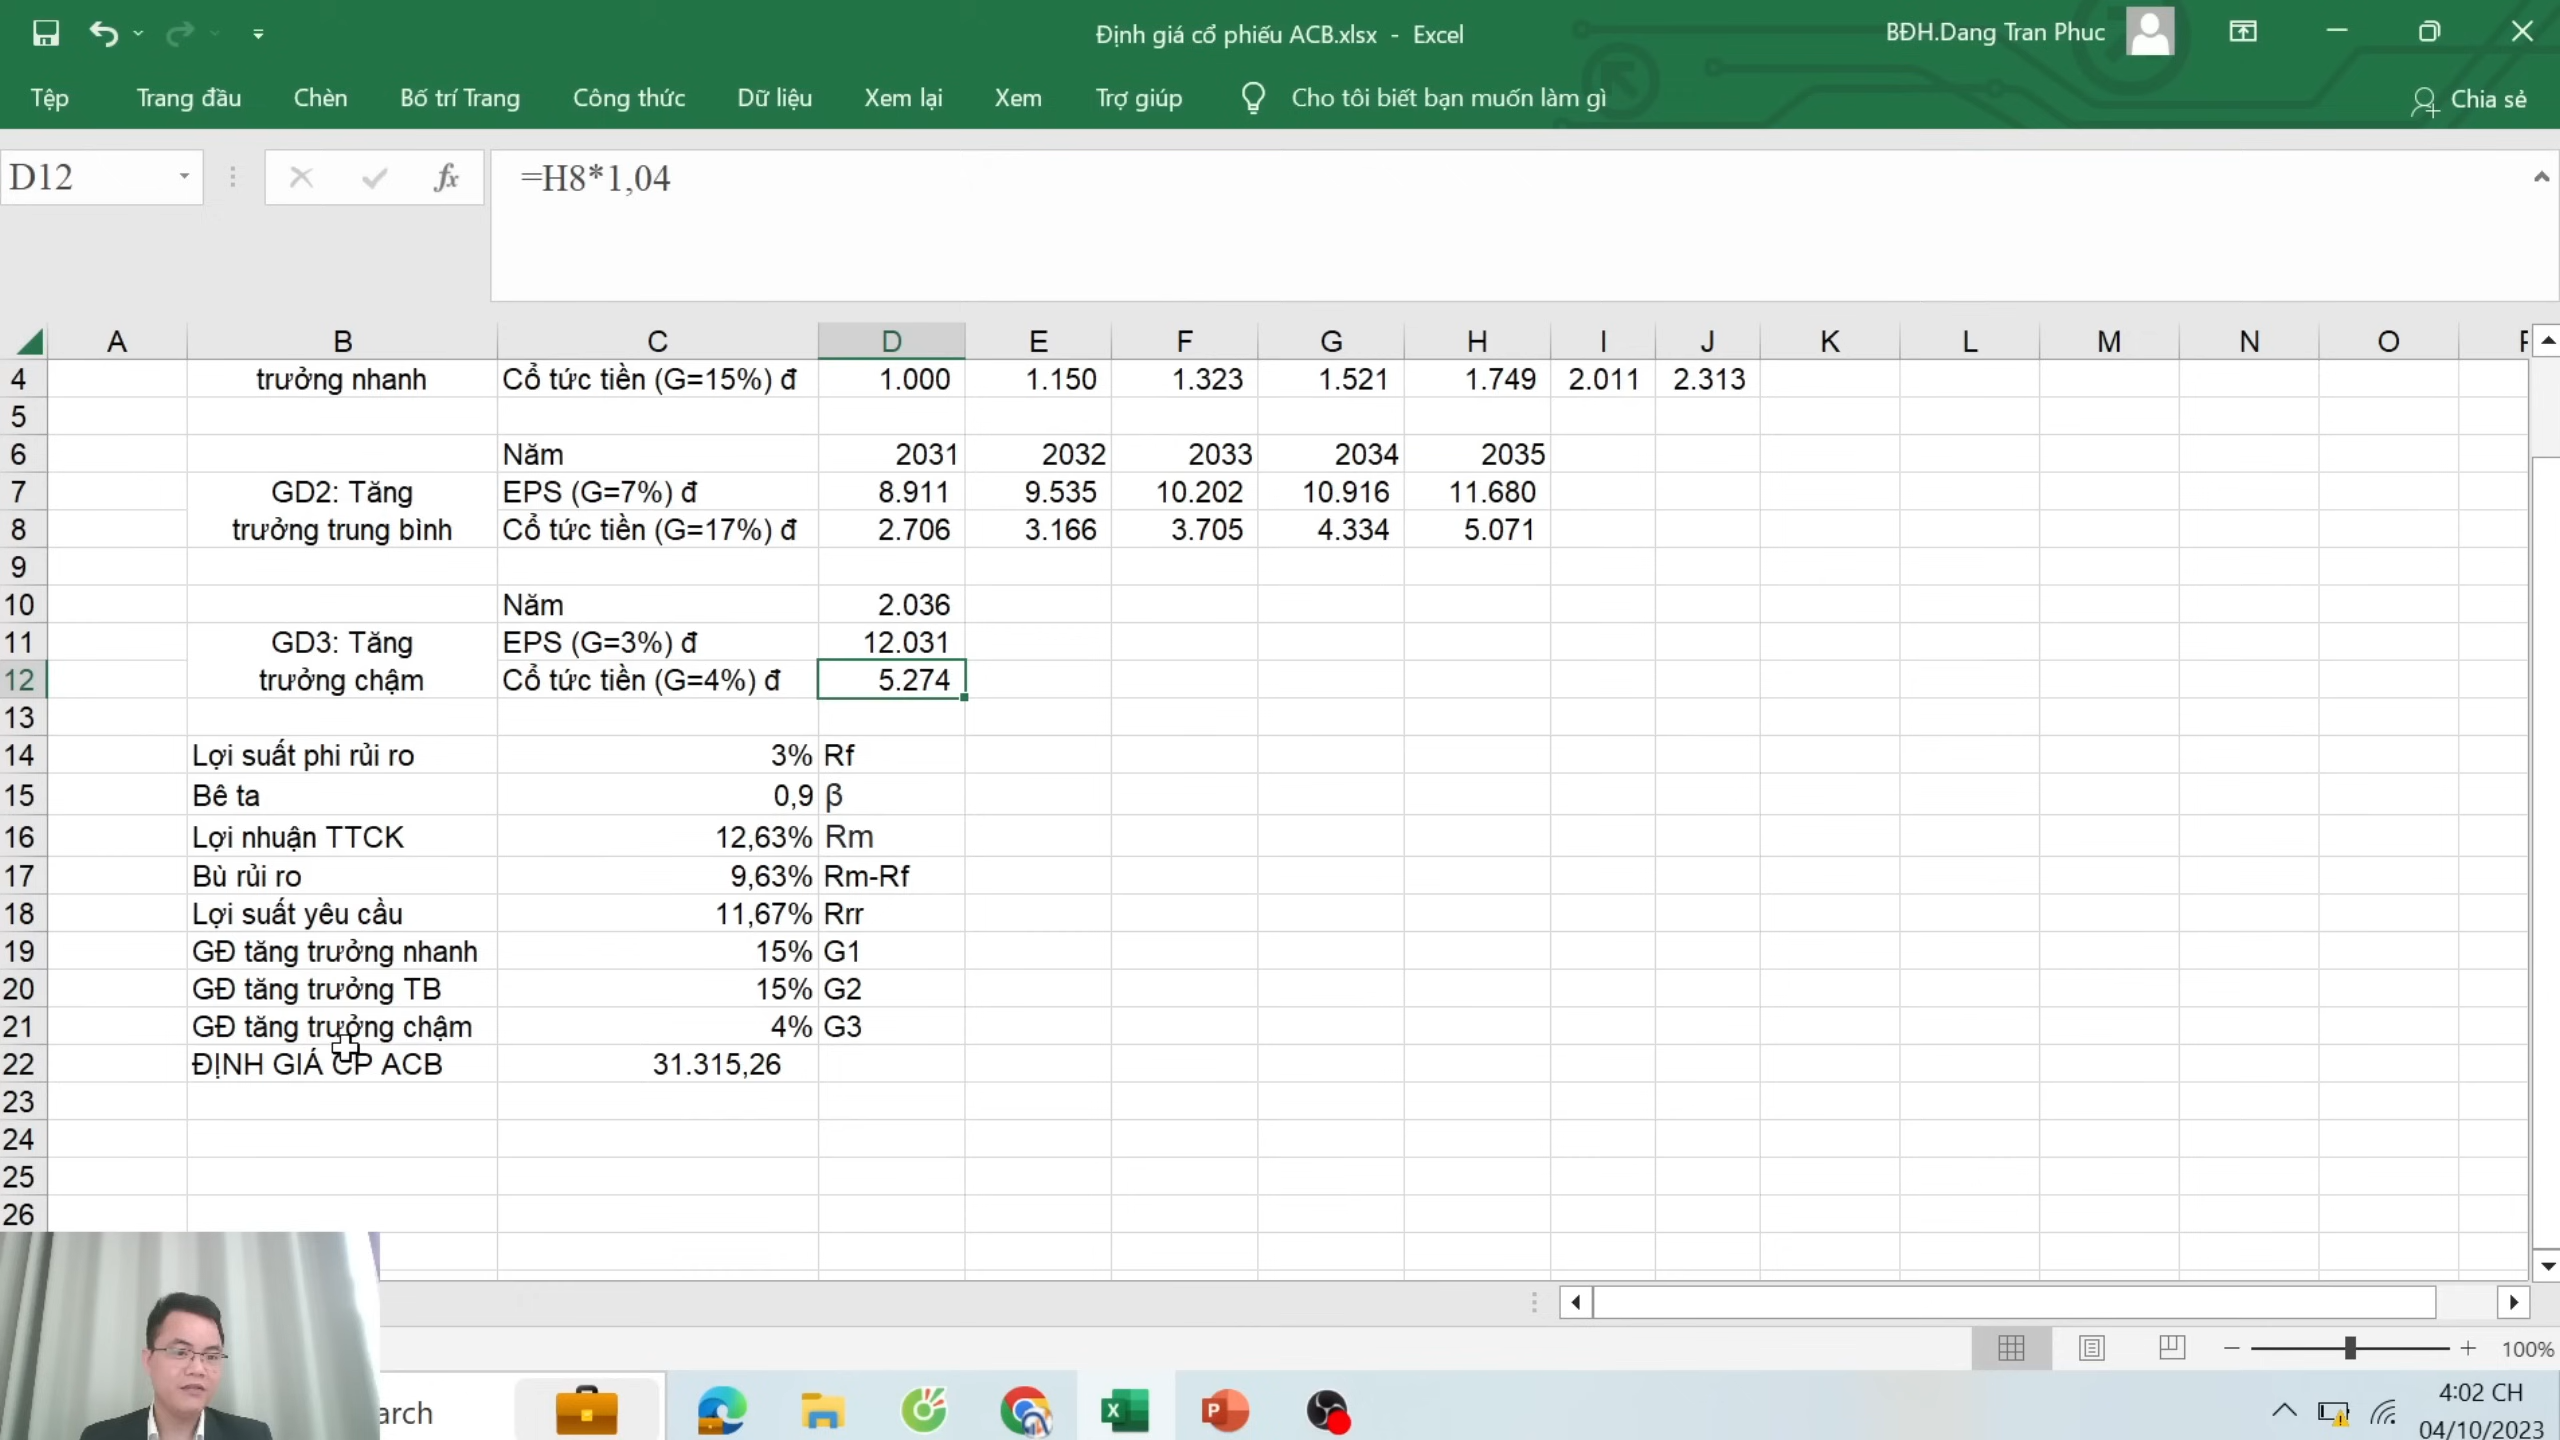 Định giá cổ phiếu ACB.xlsx - Excel
BĐH.Dang Tran Phuc
Tệp Trang đầu Chèn Bố trí Trang Công thức Dữ liệu Xem lại Xem Trợ giúp Cho tôi biết bạn muốn làm gì Chia sẻ
D12 fx =H8*1,04
A B C D E F G H I J K L M N O
4 trưởng nhanh Cổ tức tiền (G=15%) đ 1.000 1.150 1.323 1.521 1.749 2.011 2.313
5
6 Năm 2031 2032 2033 2034 2035
7 GD2: Tăng EPS (G=7%) đ 8.911 9.535 10.202 10.916 11.680
8 trưởng trung bình Cổ tức tiền (G=17%) đ 2.706 3.166 3.705 4.334 5.071
9
10 Năm 2.036
11 GD3: Tăng EPS (G=3%) đ 12.031
12 trưởng chậm Cổ tức tiền (G=4%) đ 5.274
13
14 Lợi suất phi rủi ro 3% Rf
15 Bê ta 0,9 β
16 Lợi nhuận TTCK 12,63% Rm
17 Bù rủi ro 9,63% Rm-Rf
18 Lợi suất yêu cầu 11,67% Rrr
19 GĐ tăng trưởng nhanh 15% G1
20 GĐ tăng trưởng TB 15% G2
21 GĐ tăng trưởng chậm 4% G3
22 ĐỊNH GIÁ CP ACB 31.315,26
23
24
25
26
100%
arch
4:02 CH
04/10/2023